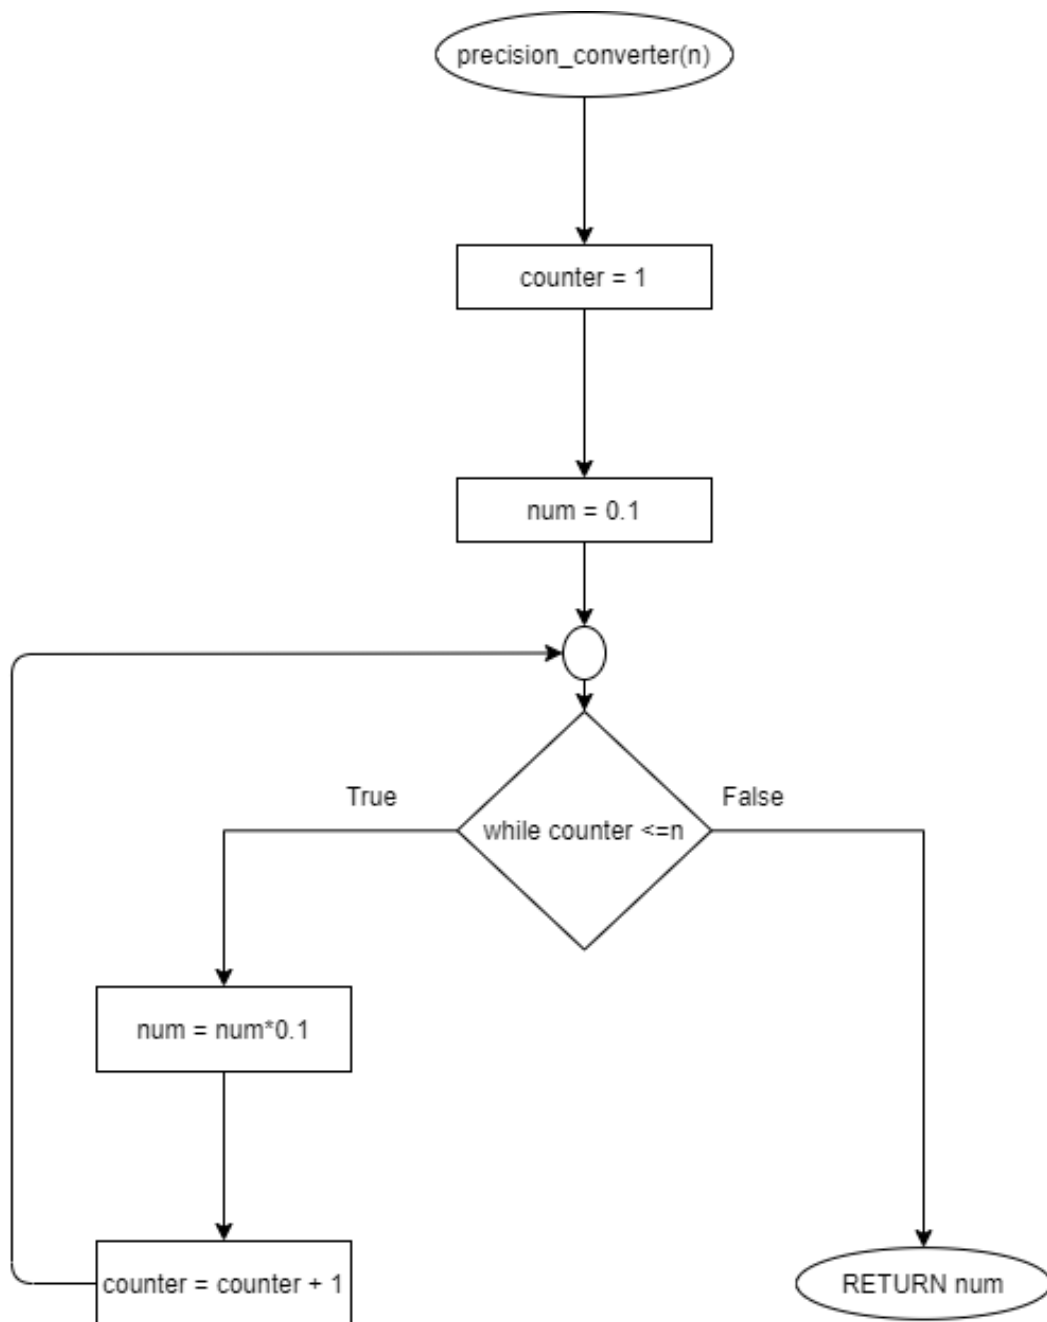 precision_converter(n)
counter = 1
num = 0.1
True
False
while counter <=n
num = num*0.1
counter = counter + 1
RETURN num